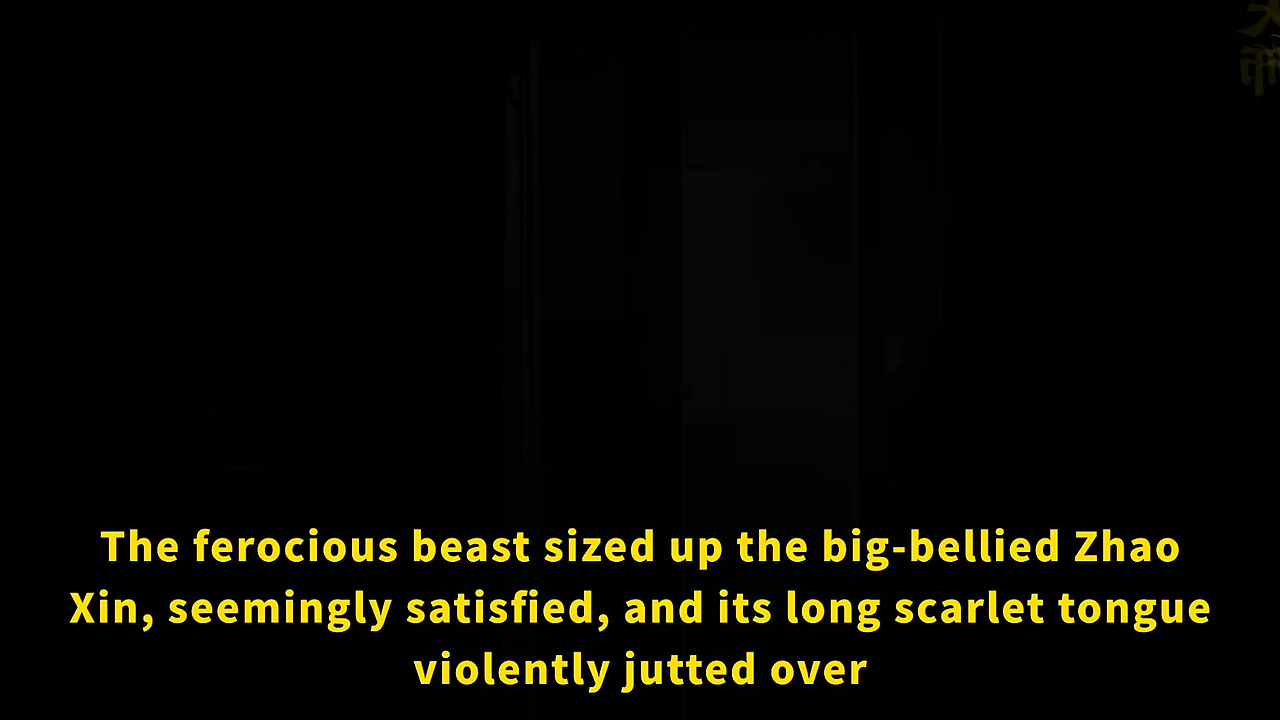 The ferocious beast sized up the big-bellied Zhao
Xin, seemingly satisfied, and its long scarlet tongue
violently jutted over